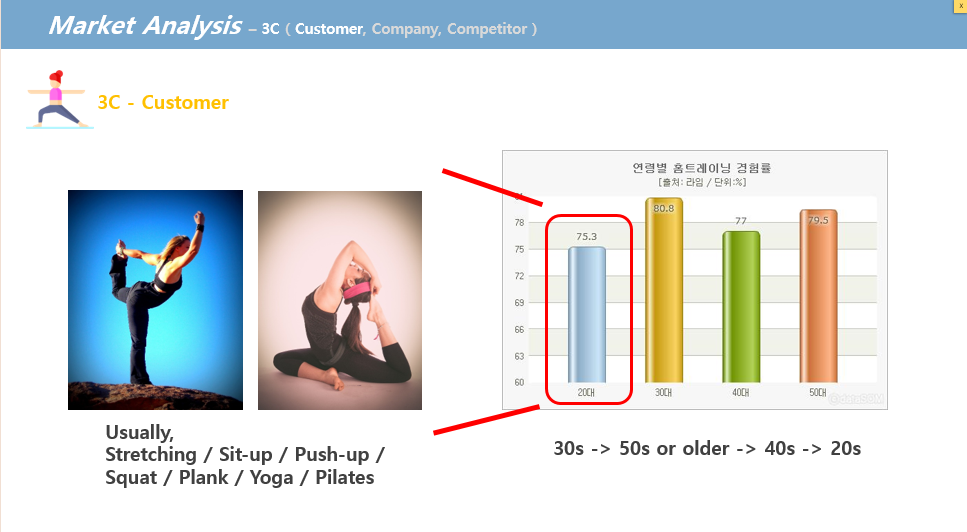 Market Analysis – 3C ( Customer, Company, Competitor )
x
3C - Customer
연령별 홈트레이닝 경험률
[출처: 라임 / 단위:%]
81
78
75
72
69
66
63
60
75.3
80.8
77
79.5
20대
30대
40대
50대
Usually,
Stretching / Sit-up / Push-up /
Squat / Plank / Yoga / Pilates
30s -> 50s or older -> 40s -> 20s